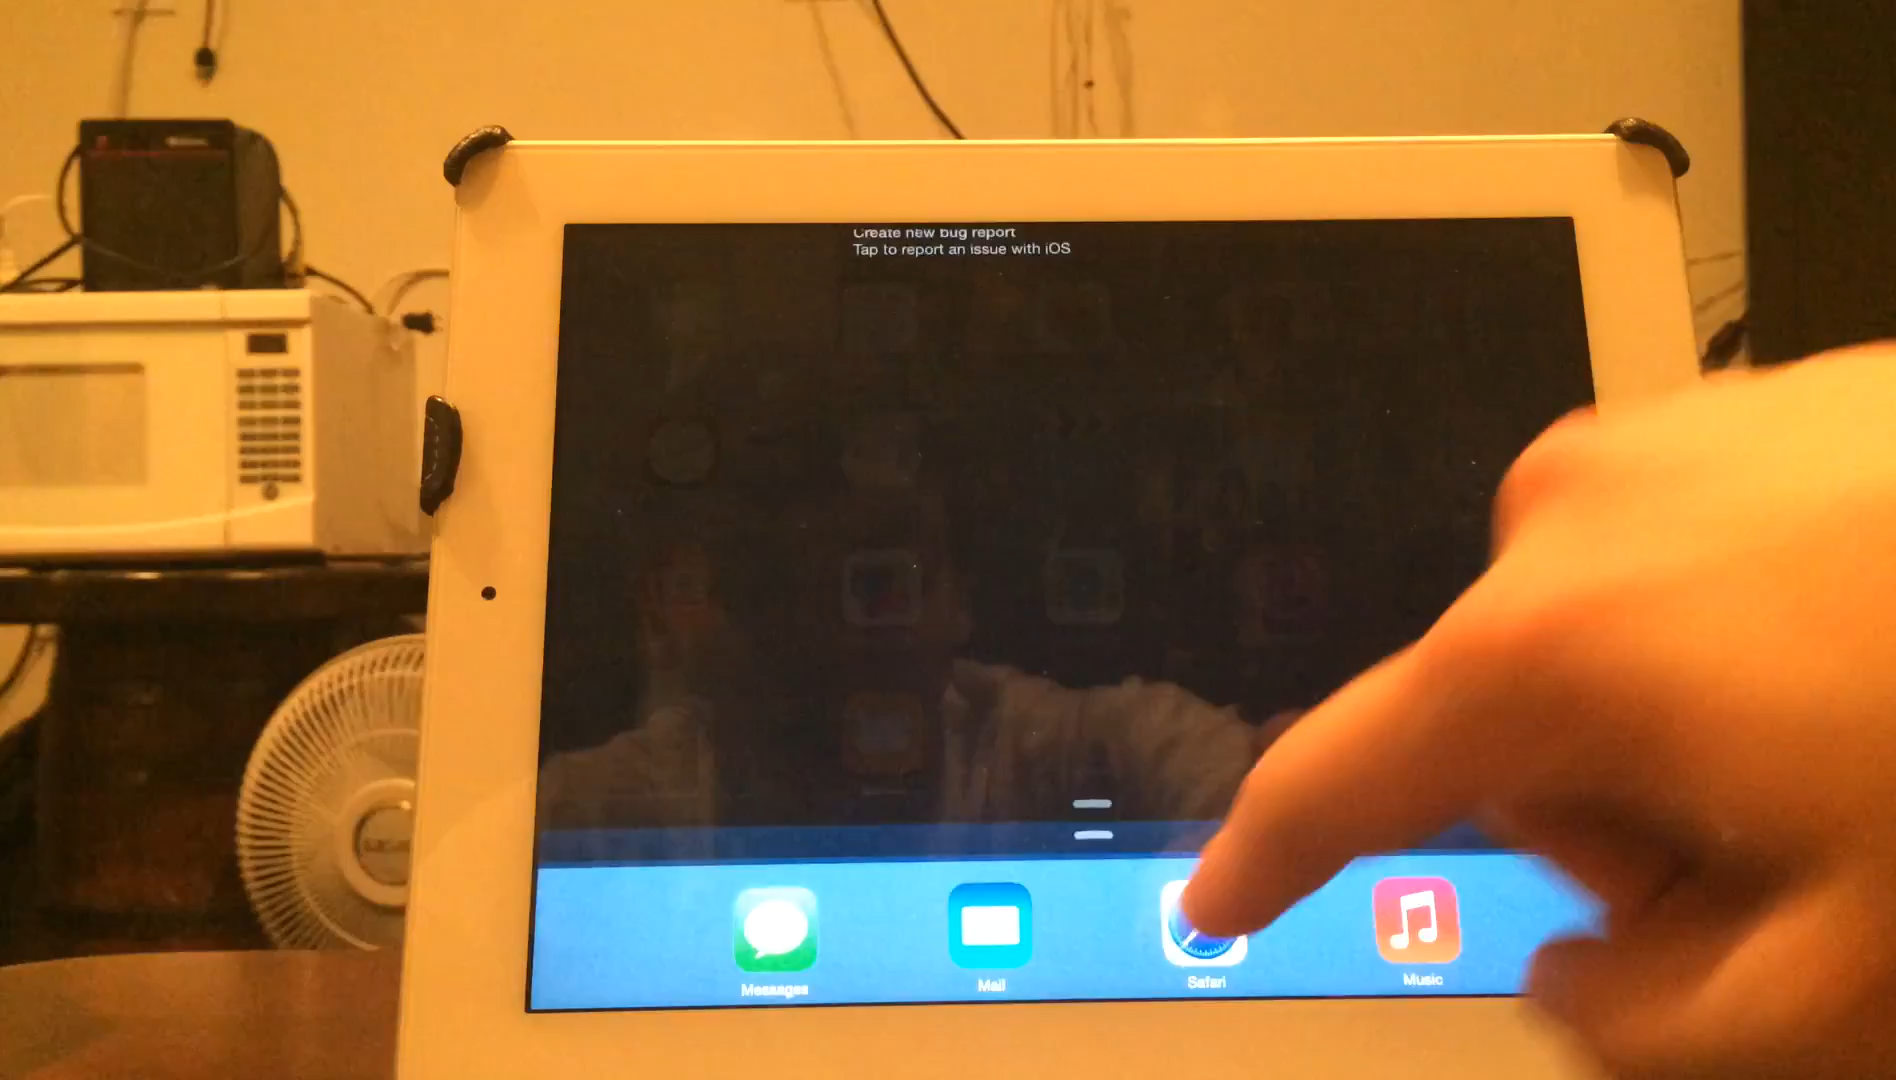 Create new bug report
Tap to report an issue with iOS
Messages
Mail
Safari
Music